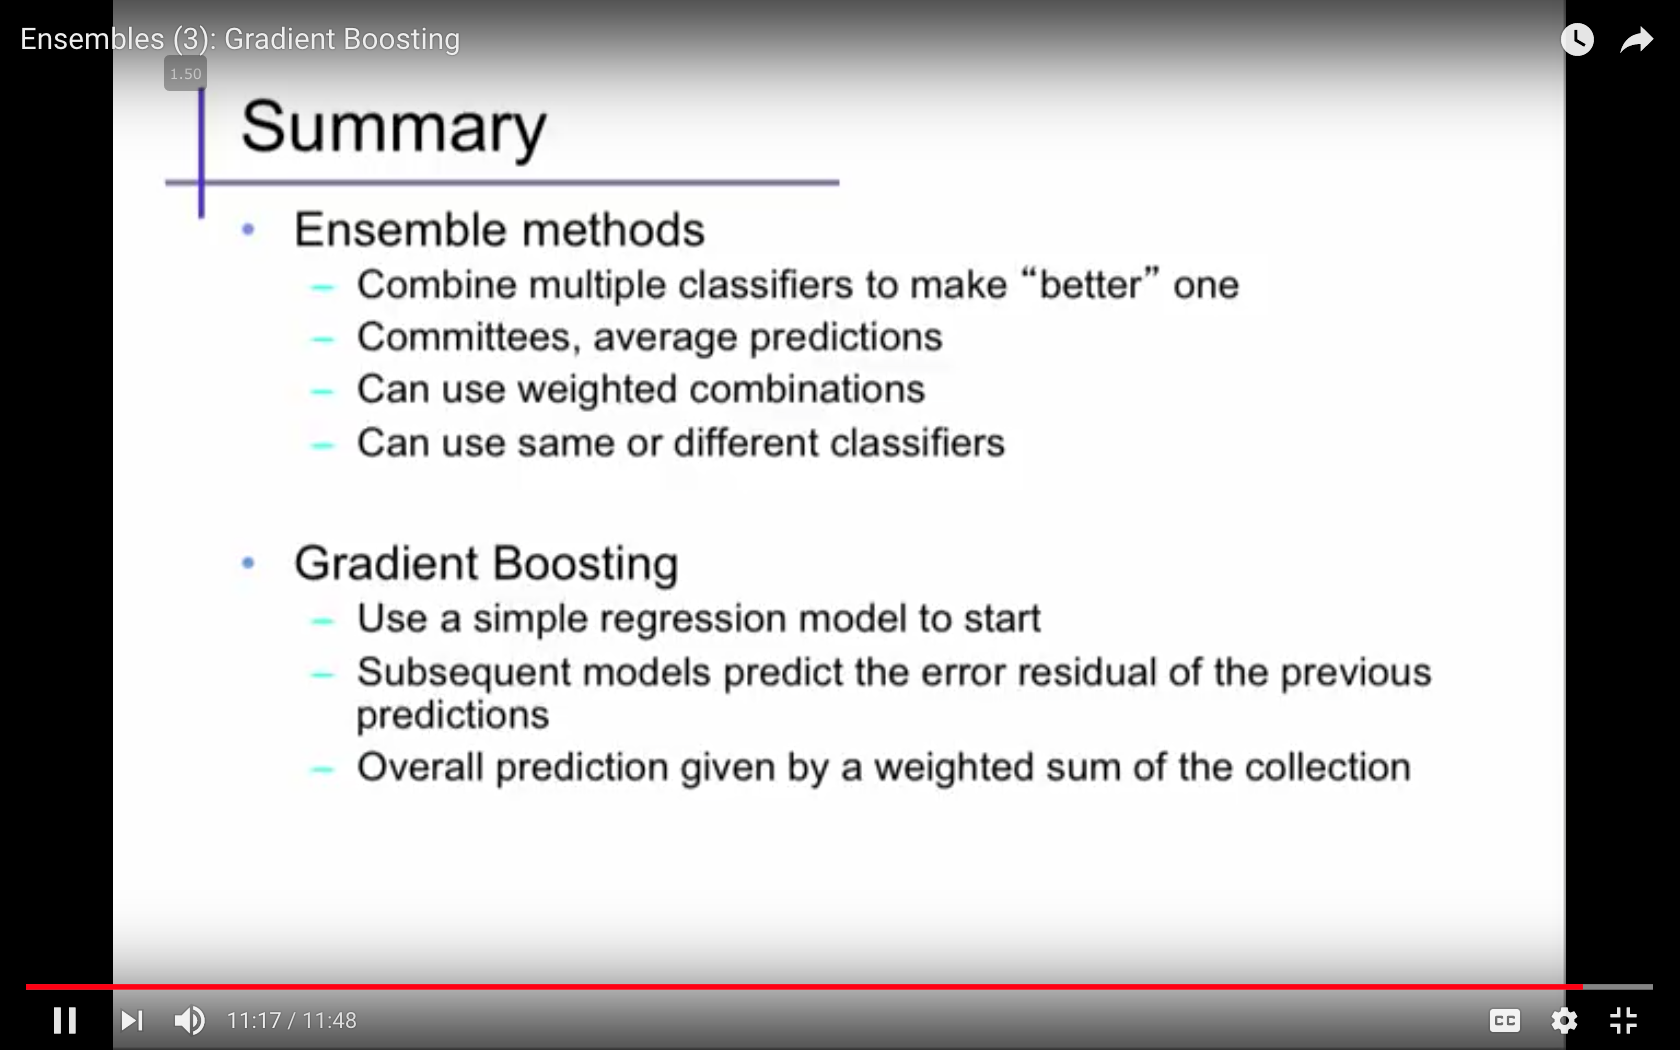 Ensembles (3): Gradient Boosting
1.50
Summary
• Ensemble methods
– Combine multiple classifiers to make “better” one
– Committees, average predictions
– Can use weighted combinations
– Can use same or different classifiers
• Gradient Boosting
– Use a simple regression model to start
– Subsequent models predict the error residual of the previous
predictions
– Overall prediction given by a weighted sum of the collection
11:17 / 11:48
CC